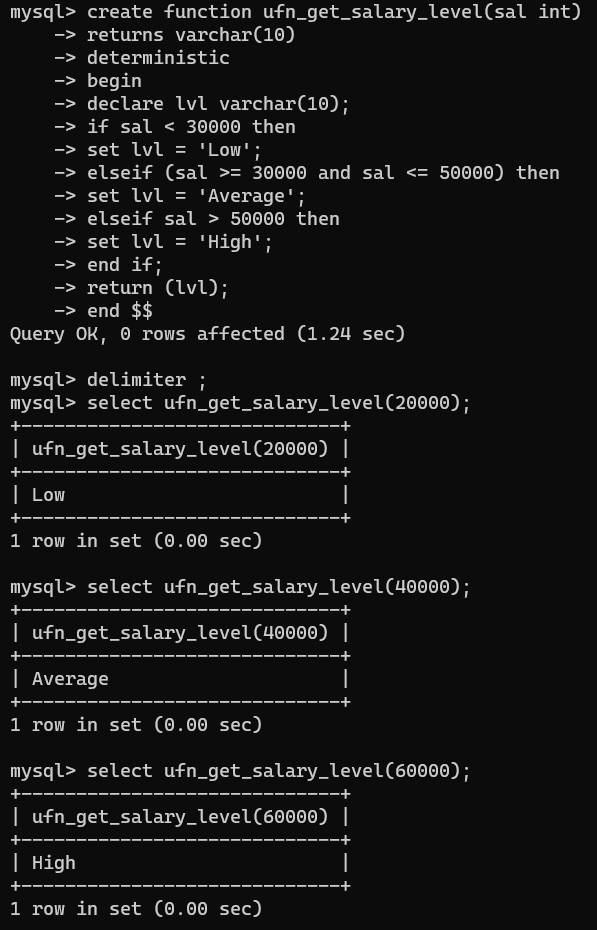 mysql> create function ufn_get_salary_level(sal int)
    -> returns varchar(10)
    -> deterministic
    -> begin
    -> declare lvl varchar(10);
    -> if sal < 30000 then
    -> set lvl = 'Low';
    -> elseif (sal >= 30000 and sal <= 50000) then
    -> set lvl = 'Average';
    -> elseif sal > 50000 then
    -> set lvl = 'High';
    -> end if;
    -> return (lvl);
    -> end $$
Query OK, 0 rows affected (1.24 sec)

mysql> delimiter ;
mysql> select ufn_get_salary_level(20000);
+-----------------------------+
| ufn_get_salary_level(20000) |
+-----------------------------+
| Low                         |
+-----------------------------+
1 row in set (0.00 sec)

mysql> select ufn_get_salary_level(40000);
+-----------------------------+
| ufn_get_salary_level(40000) |
+-----------------------------+
| Average                     |
+-----------------------------+
1 row in set (0.00 sec)

mysql> select ufn_get_salary_level(60000);
+-----------------------------+
| ufn_get_salary_level(60000) |
+-----------------------------+
| High                        |
+-----------------------------+
1 row in set (0.00 sec)